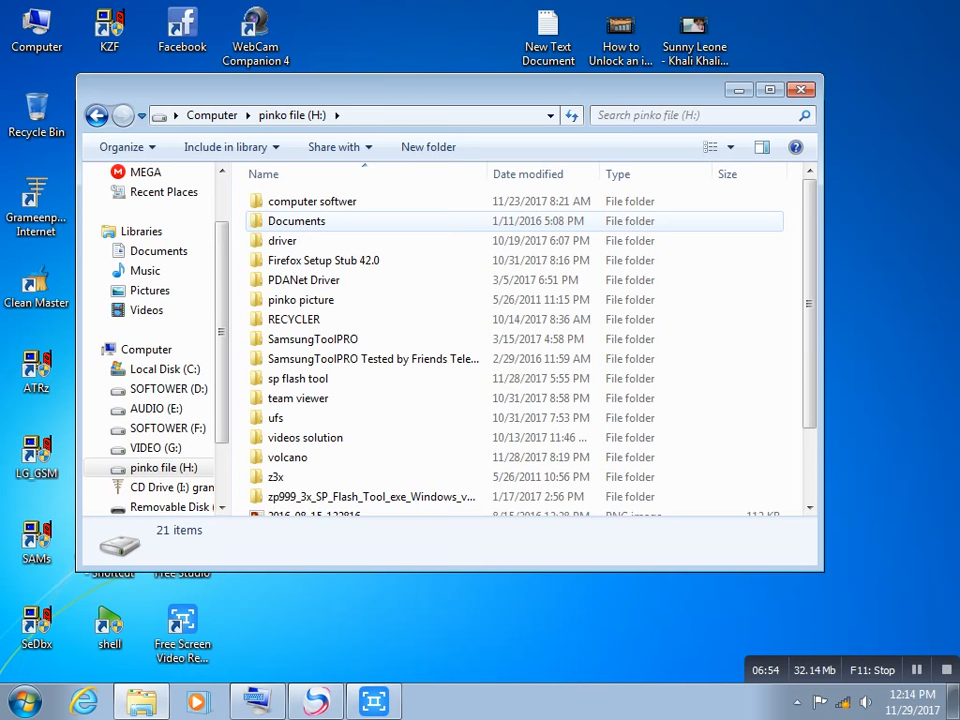 Computer
KZF
Facebook
WebCam
Companion 4
New Text
Document
How to
Unlock an i...
Sunny Leone
- Khali Khali...
Recycle Bin
Grameenp...
Internet
Clean Master
ATRz
LG_GSM
SAMs
SeDbx
shell
Free Screen
Video Re...
Shortcut
Free Studio
Computer
pinko file (H:)
Search pinko file (H:)
Organize
Include in library
Share with
New folder
MEGA
Recent Places
Libraries
Documents
Music
Pictures
Videos
Computer
Local Disk (C:)
SOFTOWER (D:)
AUDIO (E:)
SOFTOWER (F:)
VIDEO (G:)
pinko file (H:)
CD Drive (I:) gran
Removable Disk
Name Date modified Type Size
computer softwer 11/23/2017 8:21 AM File folder
Documents 1/11/2016 5:08 PM File folder
driver 10/19/2017 6:07 PM File folder
Firefox Setup Stub 42.0 10/31/2017 8:16 PM File folder
PDANet Driver 3/5/2017 6:51 PM File folder
pinko picture 5/26/2011 11:15 PM File folder
RECYCLER 10/14/2017 8:36 AM File folder
SamsungToolPRO 3/15/2017 4:58 PM File folder
SamsungToolPRO Tested by Friends Tele... 2/29/2016 11:59 AM File folder
sp flash tool 11/28/2017 5:55 PM File folder
team viewer 10/31/2017 8:58 PM File folder
ufs 10/31/2017 7:53 PM File folder
videos solution 10/13/2017 11:46 ... File folder
volcano 11/28/2017 8:19 PM File folder
z3x 5/26/2011 10:56 PM File folder
zp999_3x_SP_Flash_Tool_exe_Windows_v... 1/17/2017 2:56 PM File folder
2016-08-15_122816 8/15/2016 12:28 PM PNG image 112 KB
21 items
06:54
32.14 Mb
F11: Stop
12:14 PM
11/29/2017